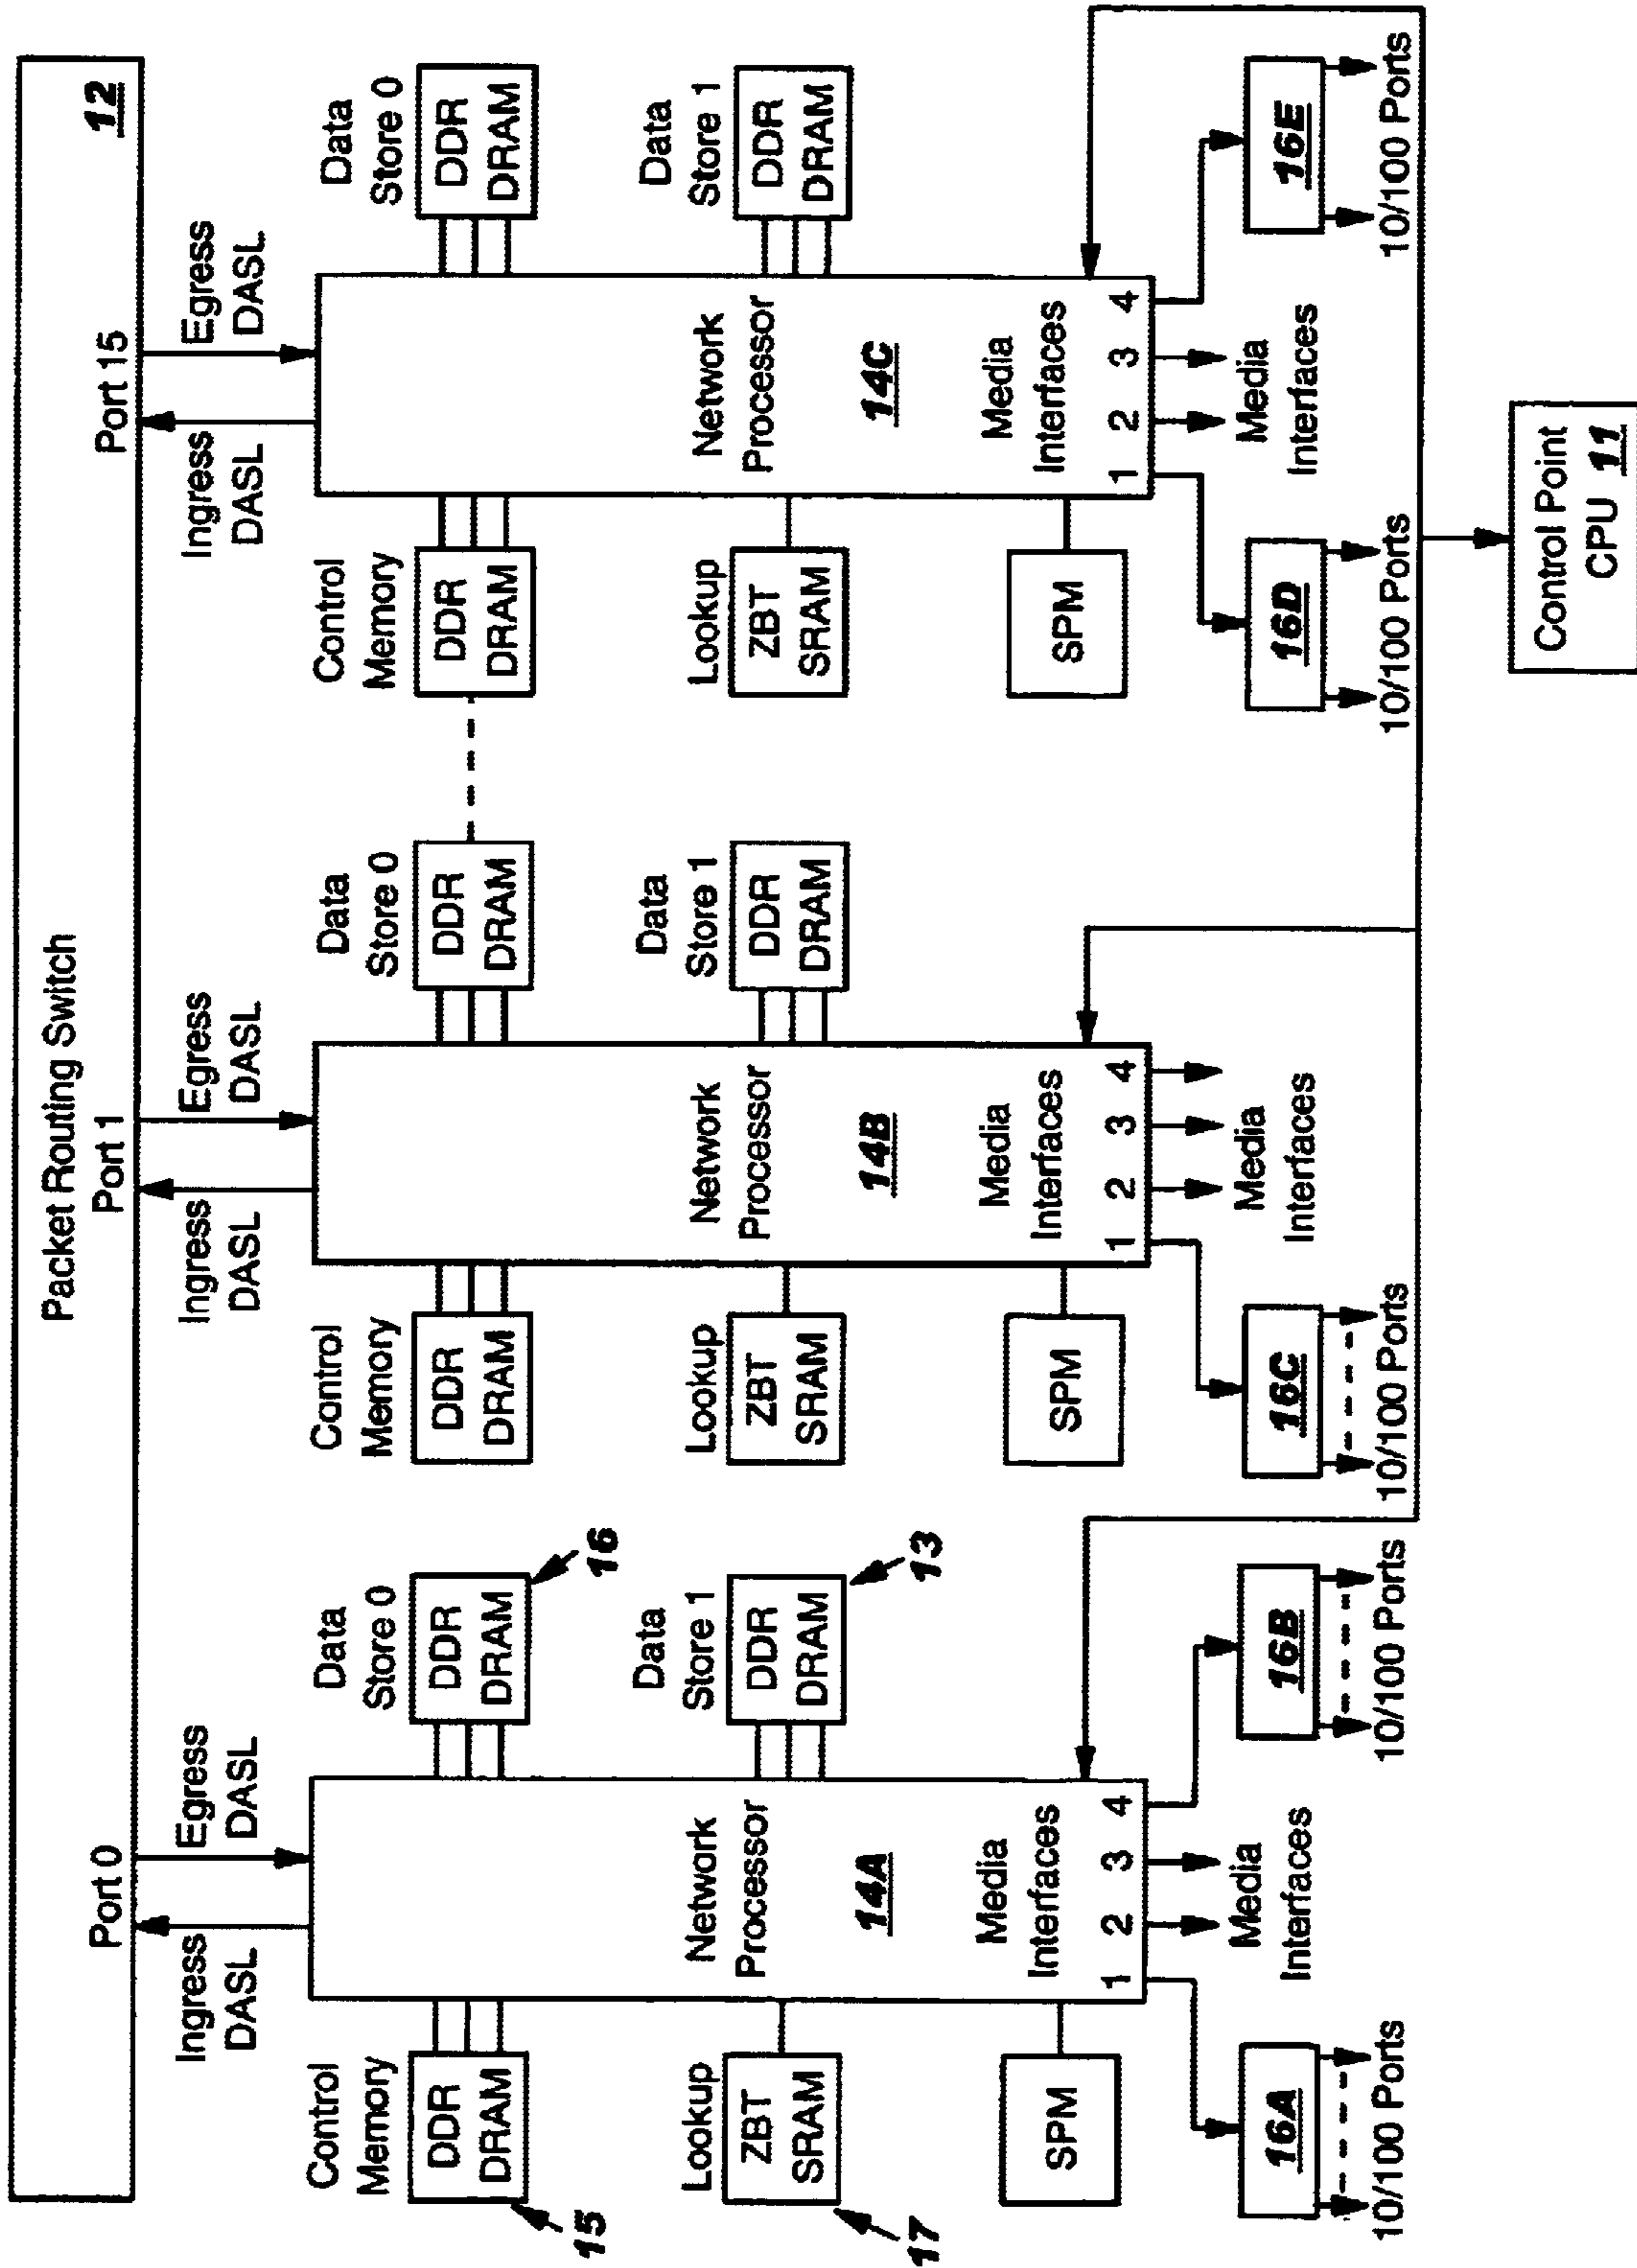 Packet Routing Switch
12
Port 0
Port 1
Port 15
Ingress
DASL
Egress
DASL
Ingress
DASL
Egress
DASL
Ingress
DASL
Egress
DASL
Control
Memory
DDR
DRAM
15
Data
Store 0
DDR
DRAM
16
Lookup
ZBT
SRAM
17
Data
Store 1
DDR
DRAM
13
Network
Processor
14A
SPM
Media
Interfaces
1 2 3 4
Media
Interfaces
16A
10/100 Ports
16B
10/100 Ports
Control
Memory
DDR
DRAM
Data
Store 0
DDR
DRAM
Lookup
ZBT
SRAM
Data
Store 1
DDR
DRAM
Network
Processor
14B
SPM
Media
Interfaces
1 2 3 4
Media
Interfaces
16C
10/100 Ports
Control
Memory
DDR
DRAM
Data
Store 0
DDR
DRAM
Lookup
ZBT
SRAM
Data
Store 1
DDR
DRAM
Network
Processor
14C
SPM
Media
Interfaces
1 2 3 4
Media
Interfaces
16D
10/100 Ports
16E
10/100 Ports
Control Point
CPU 11